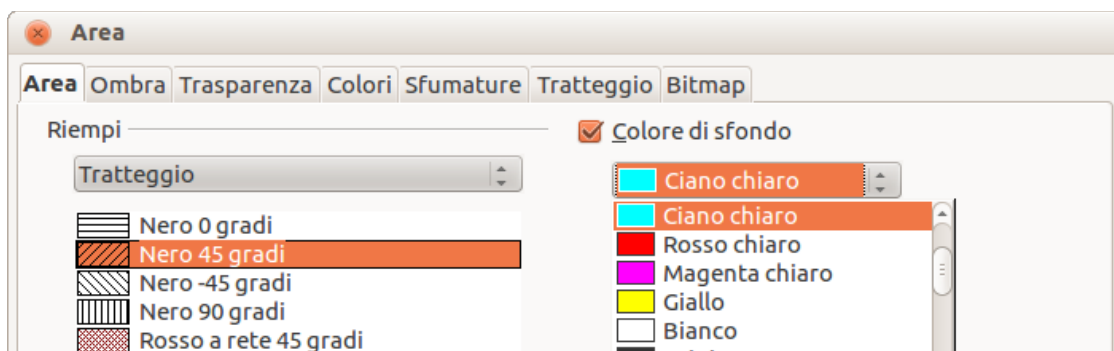 Area
Area Ombra Trasparenza Colori Sfumature Tratteggio Bitmap
Riempi
Tratteggio
Nero 0 gradi
Nero 45 gradi
Nero -45 gradi
Nero 90 gradi
Rosso a rete 45 gradi
Colore di sfondo
Ciano chiaro
Ciano chiaro
Rosso chiaro
Magenta chiaro
Giallo
Bianco